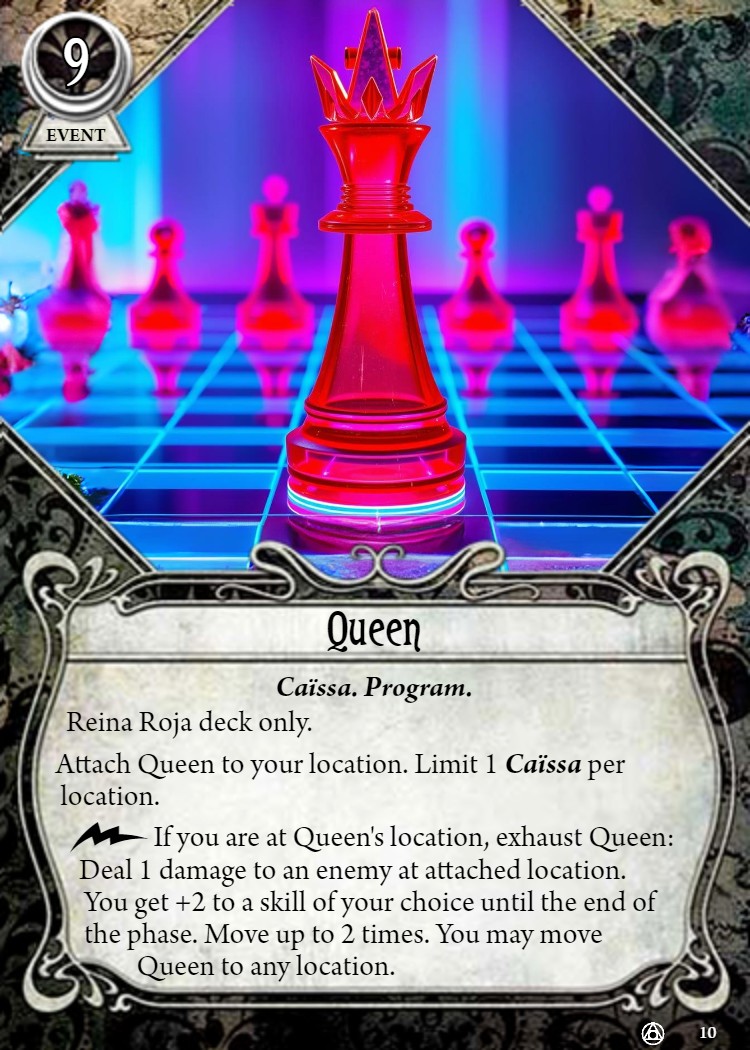 9
EVENT
Queen
Caïssa. Program.
Reina Roja deck only.
Attach Queen to your location. Limit 1 Caïssa per
location.
If you are at Queen's location, exhaust Queen:
Deal 1 damage to an enemy at attached location.
You get +2 to a skill of your choice until the end of
the phase. Move up to 2 times. You may move
Queen to any location.
10